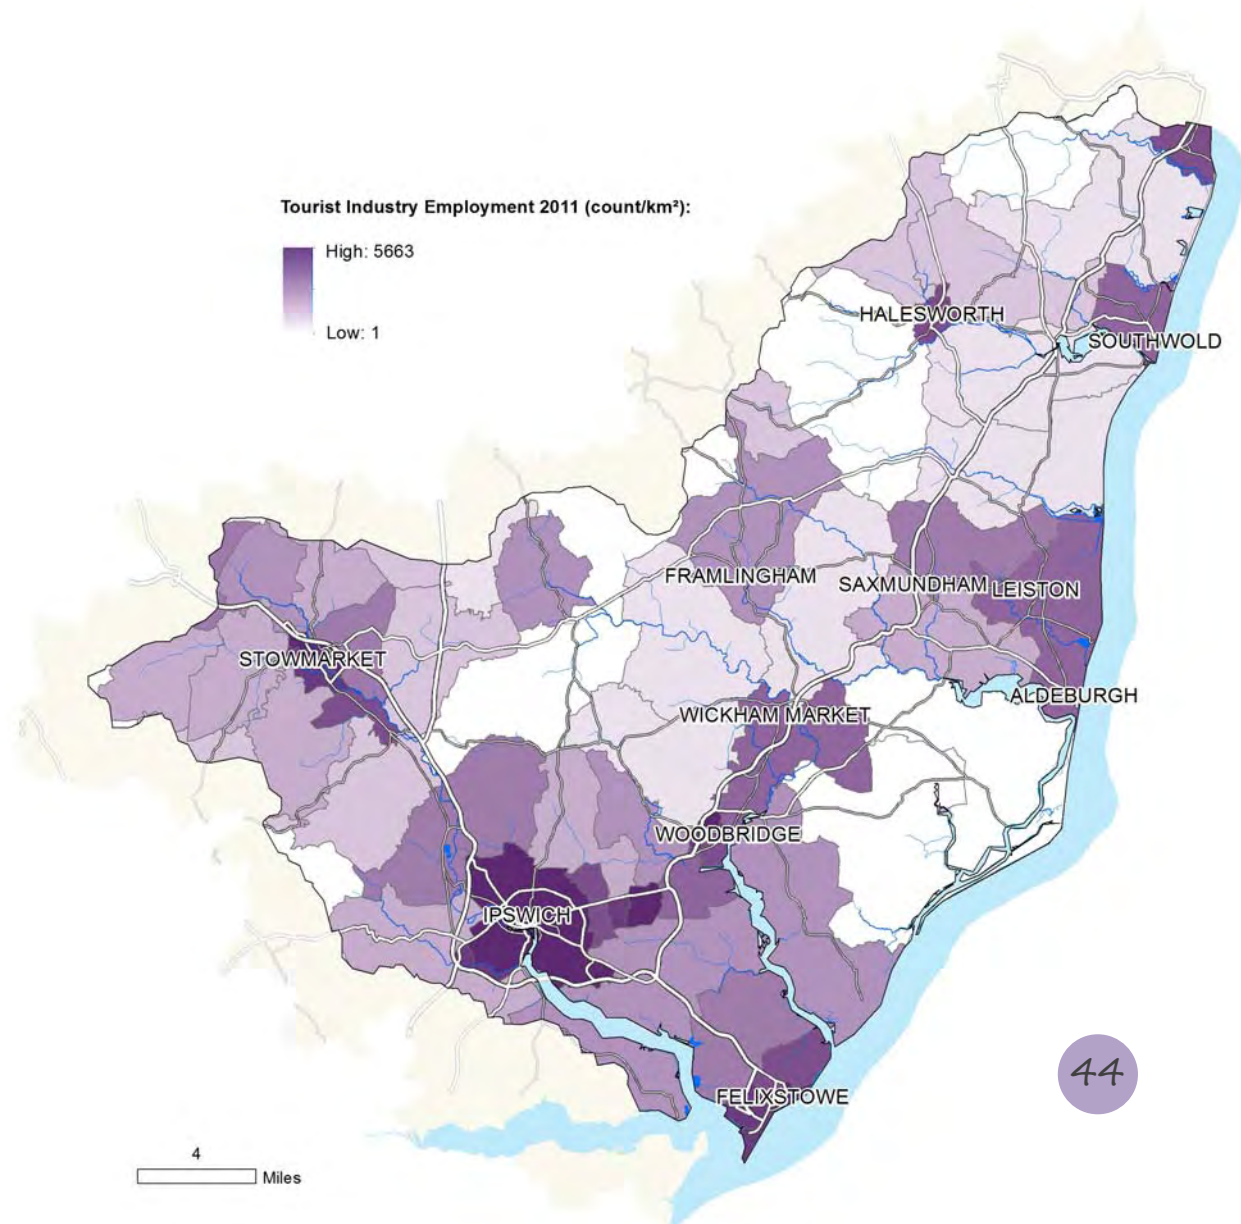 Tourist Industry Employment 2011 (count/km²):
High: 5663
Low: 1
HALESWORTH
SOUTHWOLD
FRAMLINGHAM
SAXMUNDHAM
LEISTON
STOWMARKET
ALDEBURGH
WICKHAM MARKET
WOODBRIDGE
IPSWICH
44
FELIXSTOWE
4
Miles